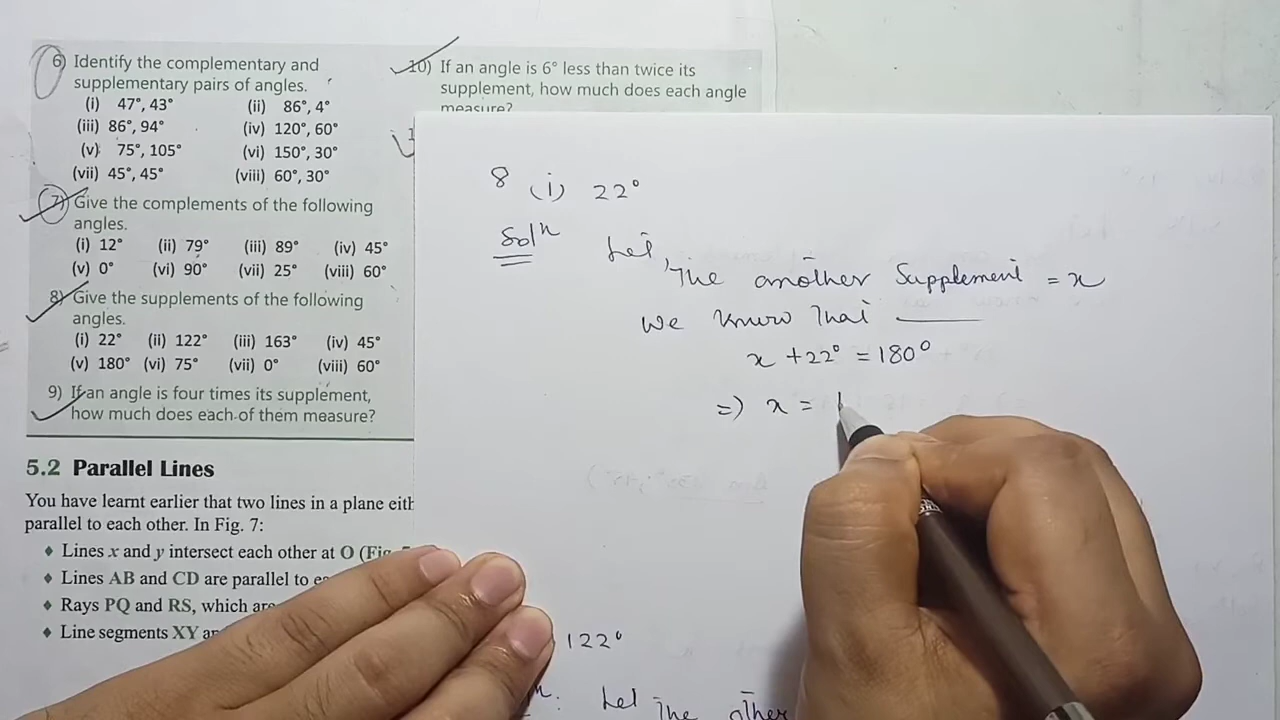 6) Identify the complementary and
supplementary pairs of angles.
(i) 47°, 43° (ii) 86°, 4°
(iii) 86°, 94° (iv) 120°, 60°
(v) 75°, 105° (vi) 150°, 30°
(vii) 45°, 45° (viii) 60°, 30°
7) Give the complements of the following
angles.
(i) 12° (ii) 79° (iii) 89° (iv) 45°
(v) 0° (vi) 90° (vii) 25° (viii) 60°
8) Give the supplements of the following
angles.
(i) 22° (ii) 122° (iii) 163° (iv) 45°
(v) 180° (vi) 75° (vii) 0° (viii) 60°
9) If an angle is four times its supplement,
how much does each of them measure?
5.2 Parallel Lines
You have learnt earlier that two lines in a plane eith
parallel to each other. In Fig. 7:
♦ Lines x and y intersect each other at O (Fig.
♦ Lines AB and CD are parallel to
♦ Rays PQ and RS, which are
♦ Line segments XY
10) If an angle is 6° less than twice its
supplement, how much does each angle
measure?
8 (i) 22°
Solⁿ Let,
The another Supplement = x
We know that
x + 22° = 180°
=) x =
122°
Let The other